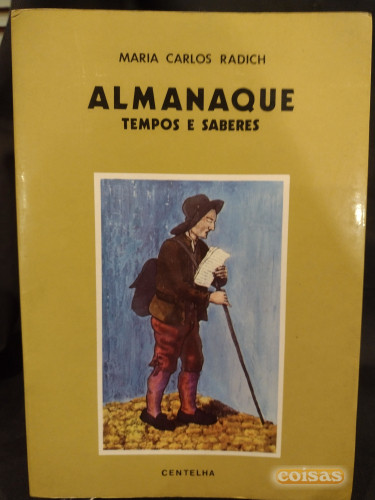 MARIA CARLOS RADICH
ALMANAQUE
TEMPOS E SABERES
CENTELHA
coisas